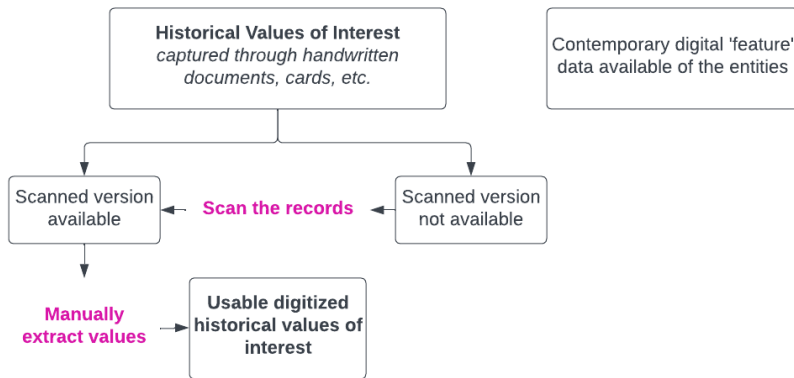 Historical Values of Interest
captured through handwritten
documents, cards, etc.
Contemporary digital 'feature'
data available of the entities
Scanned version
available
Scan the records
Scanned version
not available
Manually
extract values
Usable digitized
historical values of
interest